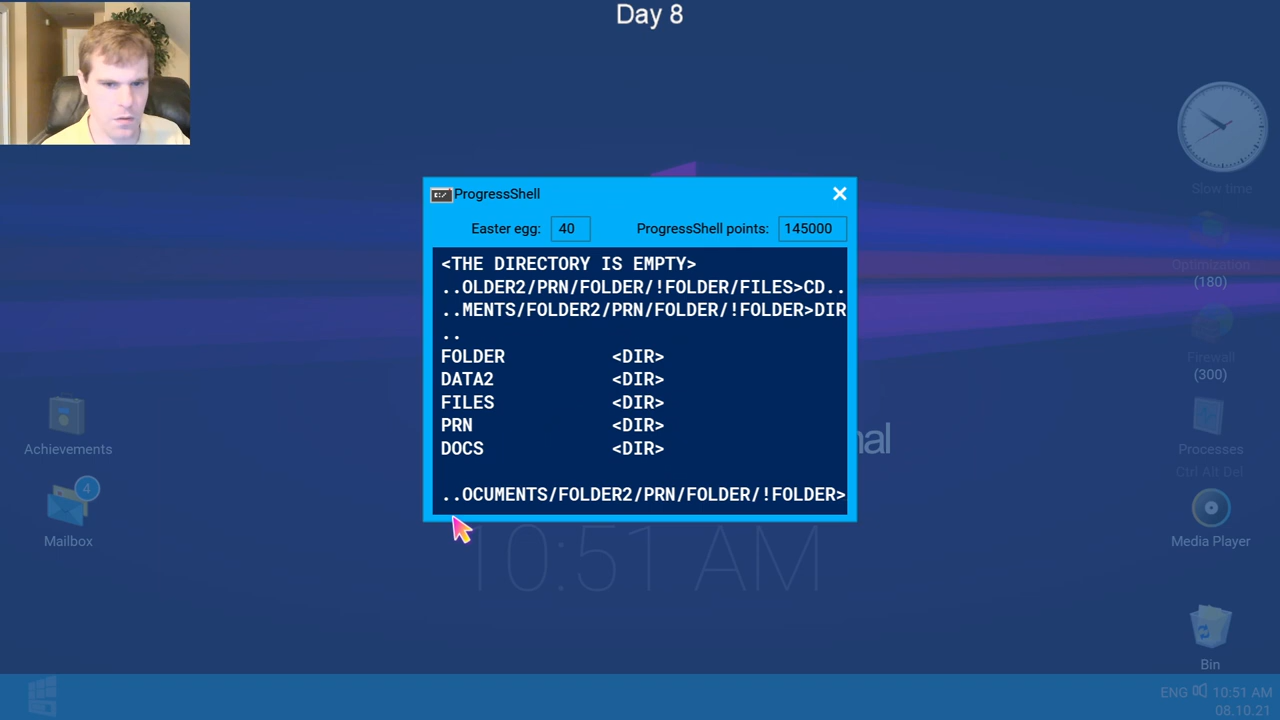 Day 8
ProgressShell
Easter egg: 40 ProgressShell points: 145000
<THE DIRECTORY IS EMPTY>
..OLDER2/PRN/FOLDER/!FOLDER/FILES>CD..
..MENTS/FOLDER2/PRN/FOLDER/!FOLDER>DIR
..
FOLDER <DIR>
DATA2 <DIR>
FILES <DIR>
PRN <DIR>
DOCS <DIR>
..OCUMENTS/FOLDER2/PRN/FOLDER/!FOLDER>
Slow time
Optimization
(180)
Firewall
(300)
Processes
Ctrl Alt Del
Media Player
Bin
Achievements
4
Mailbox
nal
10:51 AM
ENG 10:51 AM
08.10.21